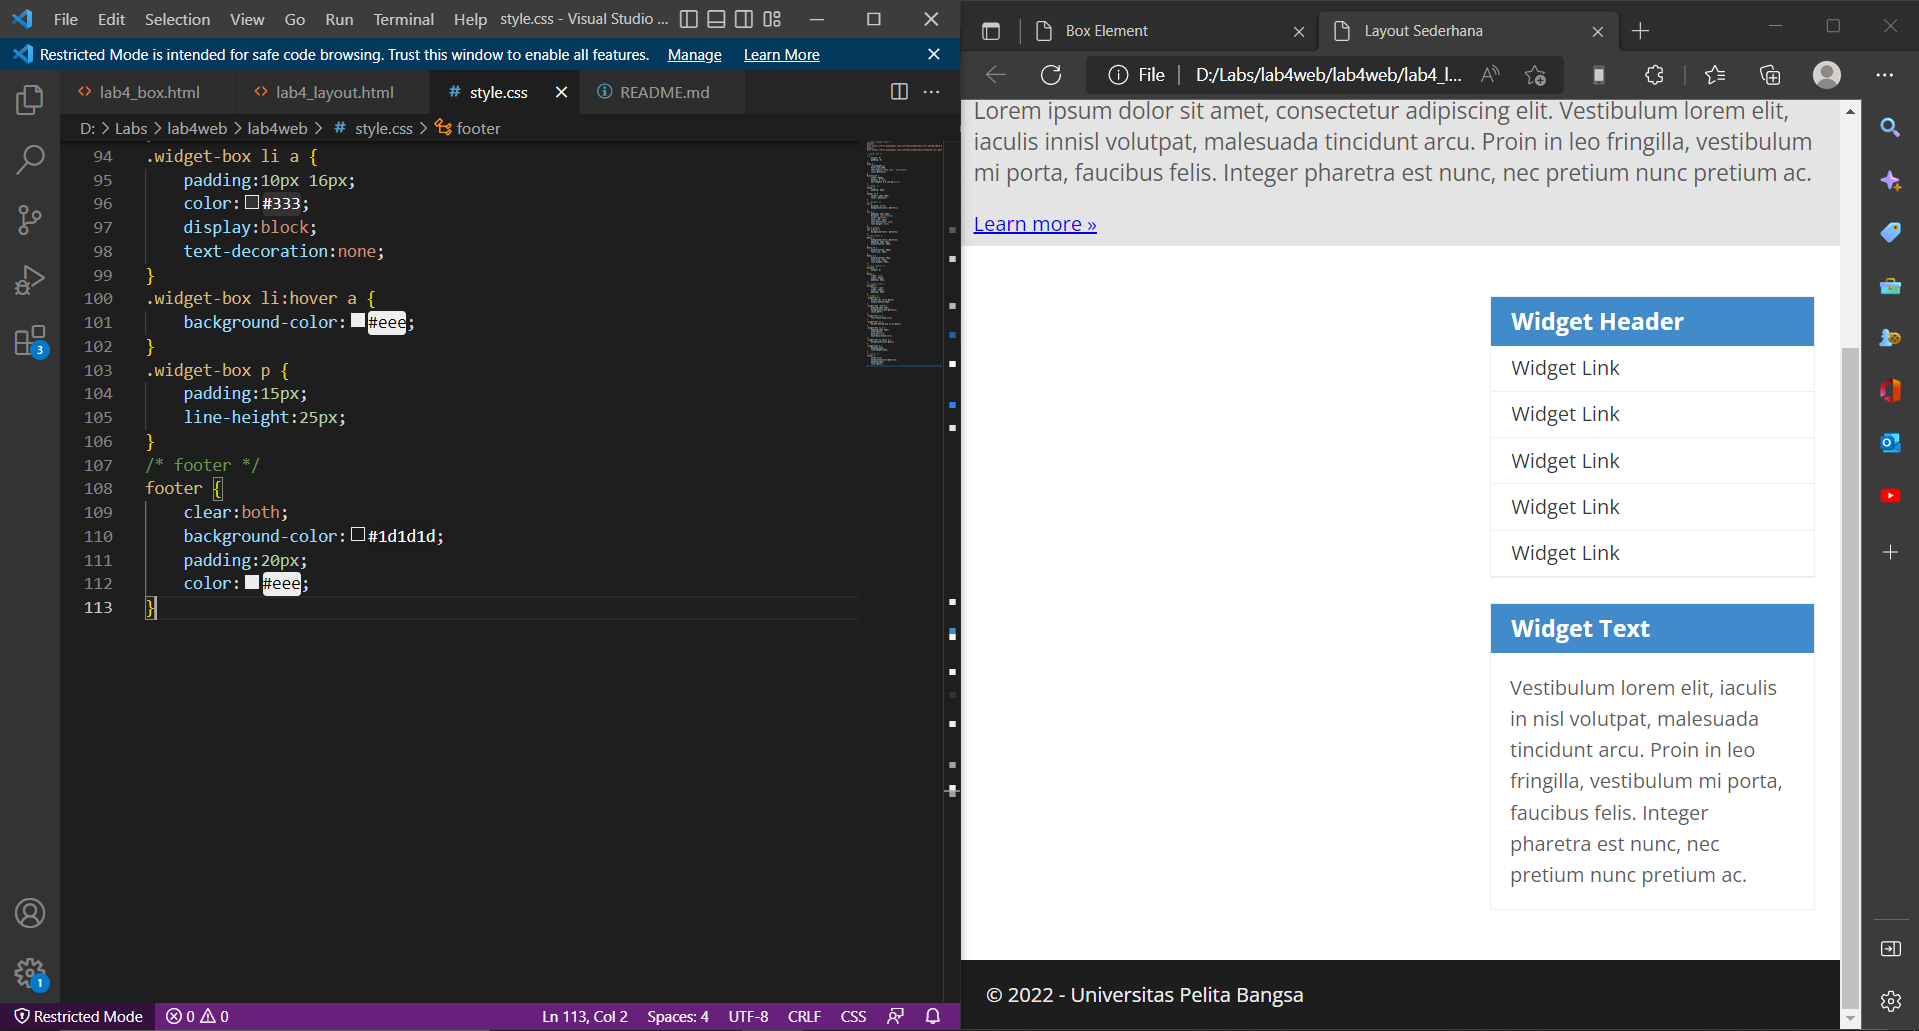 File Edit Selection View Go Run Terminal Help style.css - Visual Studio ...
Restricted Mode is intended for safe code browsing. Trust this window to enable all features. Manage Learn More
lab4_box.html lab4_layout.html # style.css README.md
D: > Labs > lab4web > lab4web > # style.css > footer
94 .widget-box li a {
95 padding:10px 16px;
96 color:#333;
97 display:block;
98 text-decoration:none;
99 }
100 .widget-box li:hover a {
101 background-color:#eee;
102 }
103 .widget-box p {
104 padding:15px;
105 line-height:25px;
106 }
107 /* footer */
108 footer {
109 clear:both;
110 background-color:#1d1d1d;
111 padding:20px;
112 color:#eee;
113 }
3
1
Restricted Mode 0 0 Ln 113, Col 2 Spaces: 4 UTF-8 CRLF CSS
Box Element Layout Sederhana
File D:/Labs/lab4web/lab4web/lab4_l...
Lorem ipsum dolor sit amet, consectetur adipiscing elit. Vestibulum lorem elit,
iaculis innisl volutpat, malesuada tincidunt arcu. Proin in leo fringilla, vestibulum
mi porta, faucibus felis. Integer pharetra est nunc, nec pretium nunc pretium ac.
Learn more »
Widget Header
Widget Link
Widget Link
Widget Link
Widget Link
Widget Link
Widget Text
Vestibulum lorem elit, iaculis
in nisl volutpat, malesuada
tincidunt arcu. Proin in leo
fringilla, vestibulum mi porta,
faucibus felis. Integer
pharetra est nunc, nec
pretium nunc pretium ac.
© 2022 - Universitas Pelita Bangsa